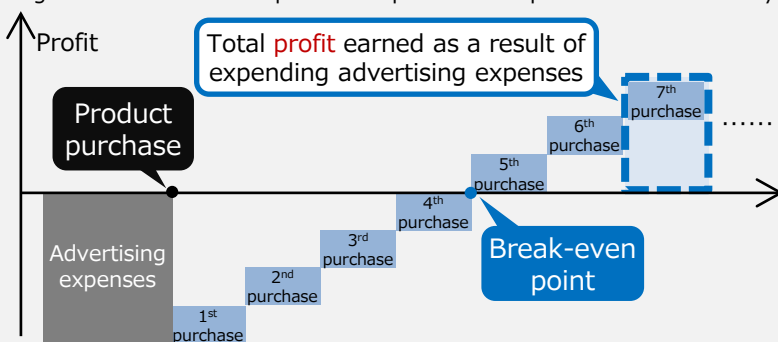 Profit
Total profit earned as a result of
expending advertising expenses
Product
purchase
7th
purchase
......
6th
purchase
5th
purchase
4th
purchase
3rd
purchase
2nd
purchase
1st
purchase
Advertising
expenses
Break-even
point